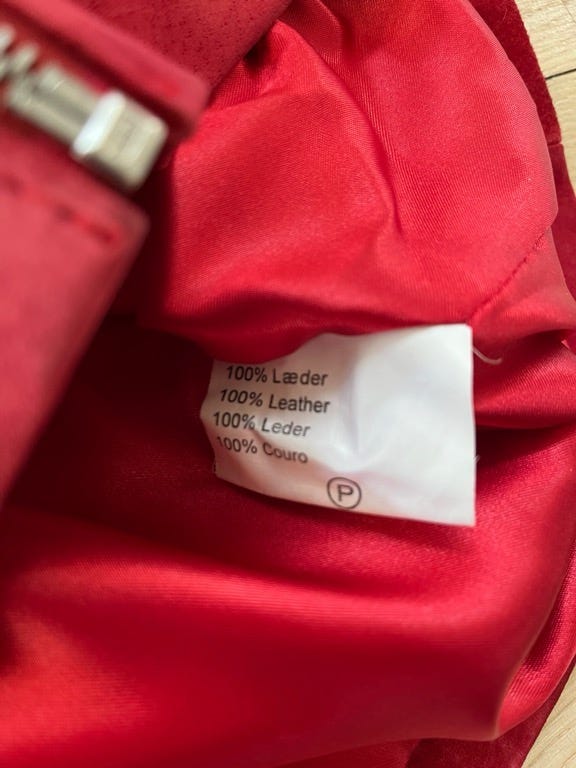 100% Læder
100% Leather
100% Leder
100% Couro
P